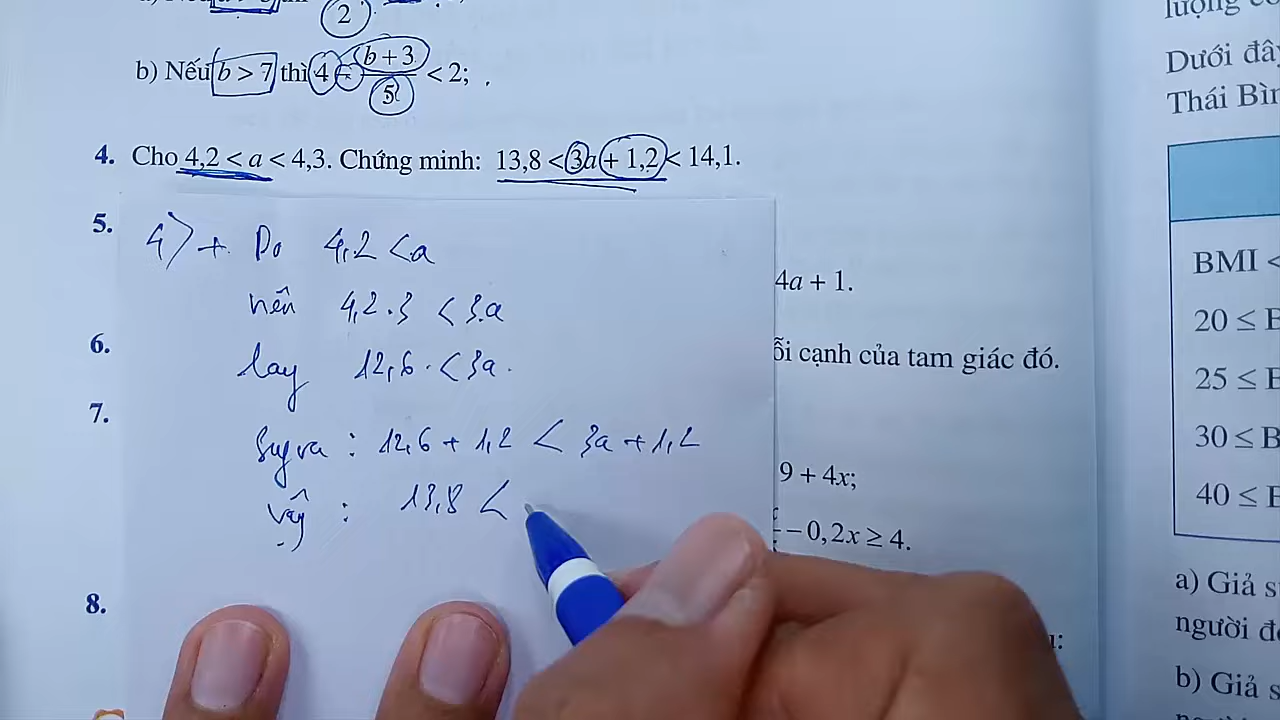 2
b) Nếu b > 7 thì 4 - (b + 3)/5 < 2;
4. Cho 4,2 < a < 4,3. Chứng minh: 13,8 < 3a + 1,2 < 14,1.
5.
4a + 1.
6.
ỗi cạnh của tam giác đó.
7.
9 + 4x;
− 0,2x ≥ 4.
8.
4) + Do 4,2 < a
nên 4,2 . 3 < 3.a
hay 12,6 . < 3a.
Suy ra : 12,6 + 1,2 < 3a + 1,2
vậy : 13,8 <
lượng
Dưới đây
Thái Bìn
BMI <
20 ≤ B
25 ≤ B
30 ≤ B
40 ≤ B
a) Giả s
người đ
b) Giả s